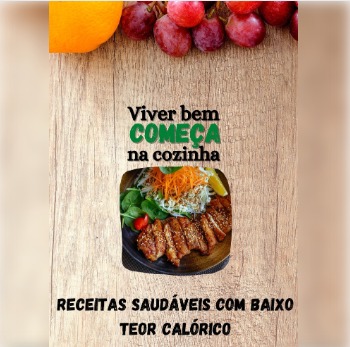 Viver bem
COMEÇA
na cozinha
RECEITAS SAUDÁVEIS COM BAIXO
TEOR CALÓRICO